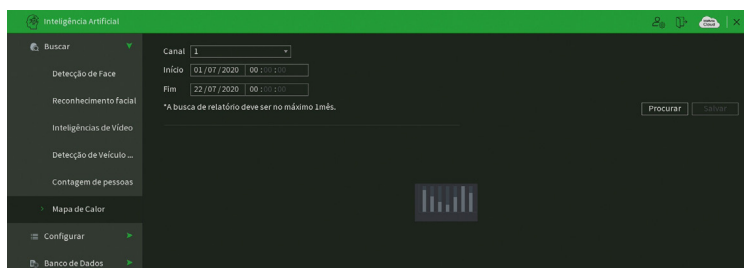 Inteligência Artificial
Buscar
Detecção de Face
Reconhecimento facial
Inteligências de Vídeo
Detecção de Veículo ...
Contagem de pessoas
Mapa de Calor
Configurar
Banco de Dados
Canal 1
Início 01/07/2020 00:00:00
Fim 22/07/2020 00:00:00
*A busca de relatório deve ser no máximo 1mês.
Procurar Salvar